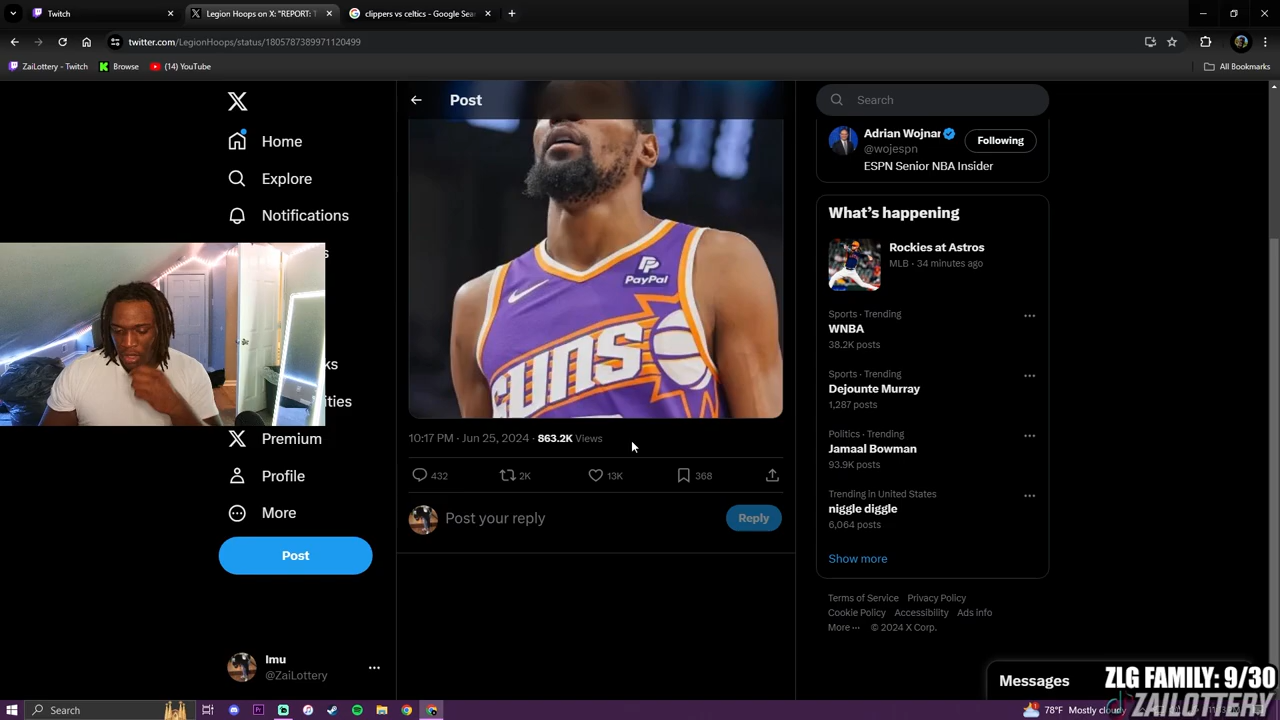 Twitch
Legion Hoops on X: "REPORT: T
clippers vs celtics - Google Sea
twitter.com/LegionHoops/status/1805787389971120499
ZaiLottery - Twitch
Browse
(14) YouTube
All Bookmarks
Home
Explore
Notifications
Premium
Profile
More
Post
Imu
@ZaiLottery
Post
PayPal
SUNS
10:17 PM · Jun 25, 2024 · 863.2K Views
432
2K
13K
368
Post your reply
Reply
Search
Adrian Wojnar
@wojespn
Following
ESPN Senior NBA Insider
What's happening
Rockies at Astros
MLB · 34 minutes ago
Sports · Trending
WNBA
38.2K posts
Sports · Trending
Dejounte Murray
1,287 posts
Politics · Trending
Jamaal Bowman
93.9K posts
Trending in United States
niggle diggle
6,064 posts
Show more
Terms of Service Privacy Policy
Cookie Policy Accessibility Ads info
More ··· © 2024 X Corp.
Messages
ZLG FAMILY: 9/30
ZAILOTTERY
Search
78°F Mostly cloudy